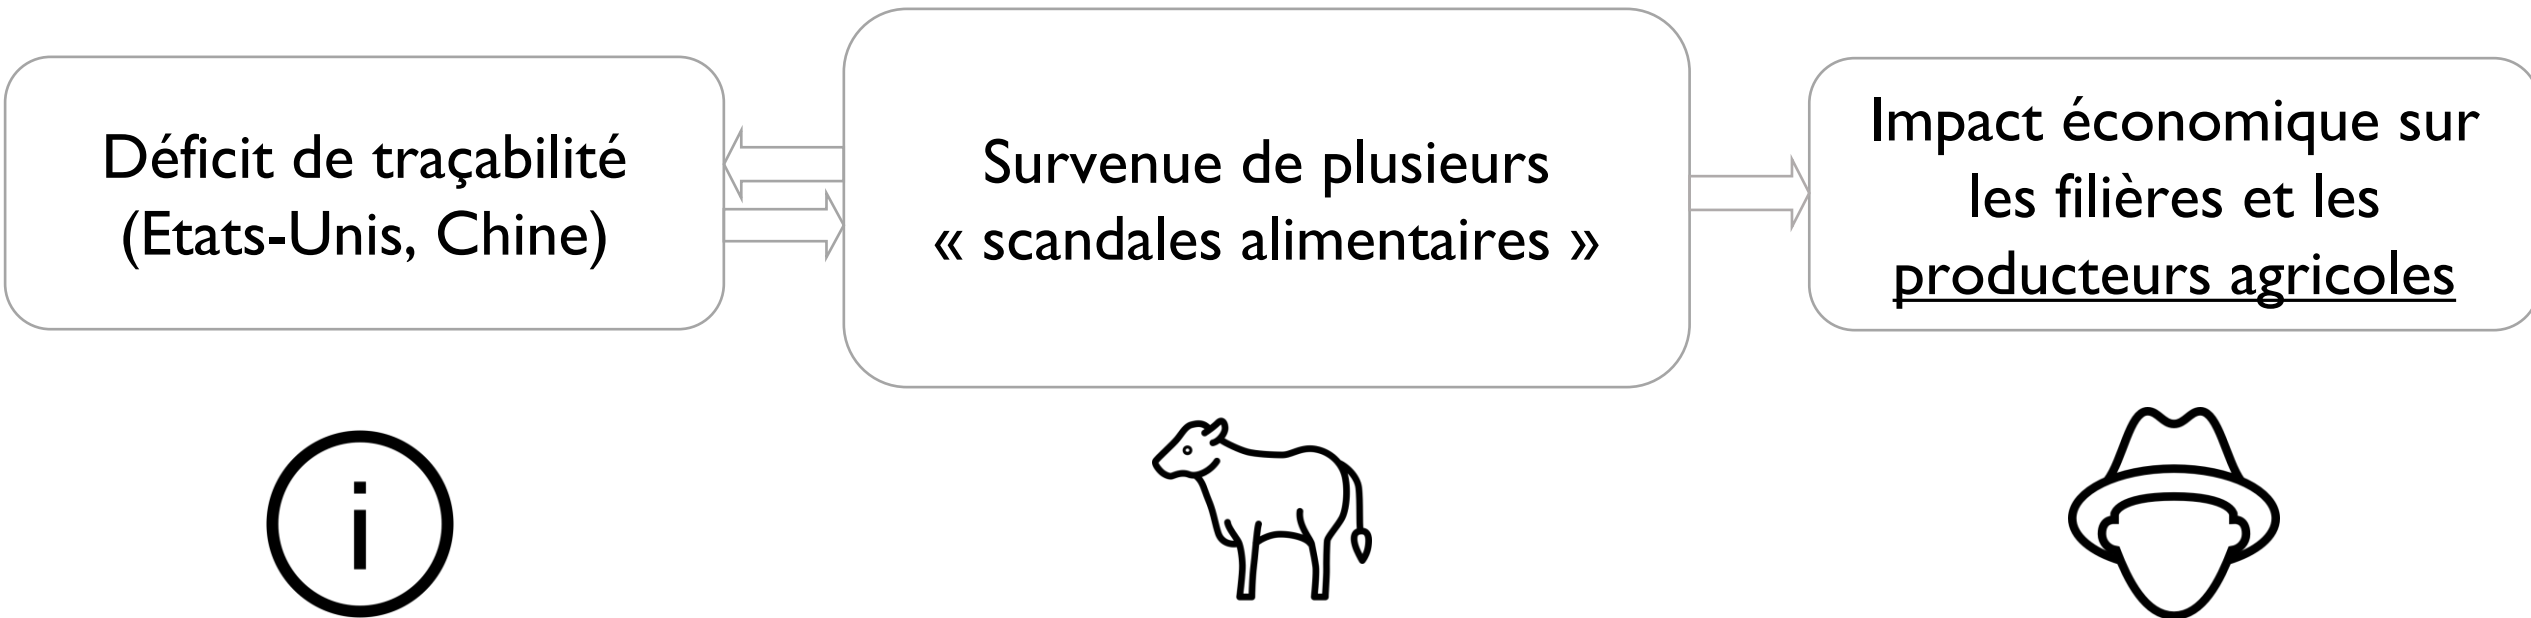 Déficit de traçabilité
(Etats-Unis, Chine)
Survenue de plusieurs
« scandales alimentaires »
Impact économique sur
les filières et les
producteurs agricoles
i